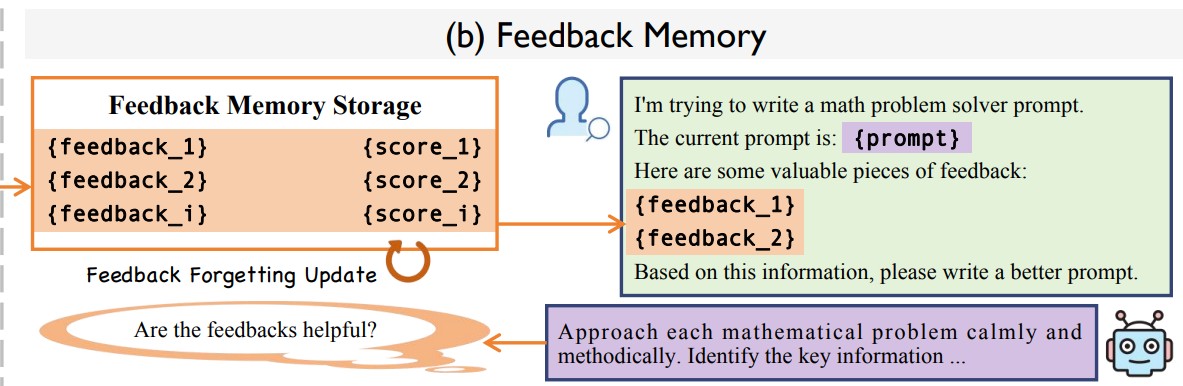 (b) Feedback Memory
Feedback Memory Storage
{feedback_1} {score_1}
{feedback_2} {score_2}
{feedback_i} {score_i}
Feedback Forgetting Update
I'm trying to write a math problem solver prompt.
The current prompt is: {prompt}
Here are some valuable pieces of feedback:
{feedback_1}
{feedback_2}
Based on this information, please write a better prompt.
Are the feedbacks helpful?
Approach each mathematical problem calmly and
methodically. Identify the key information ...